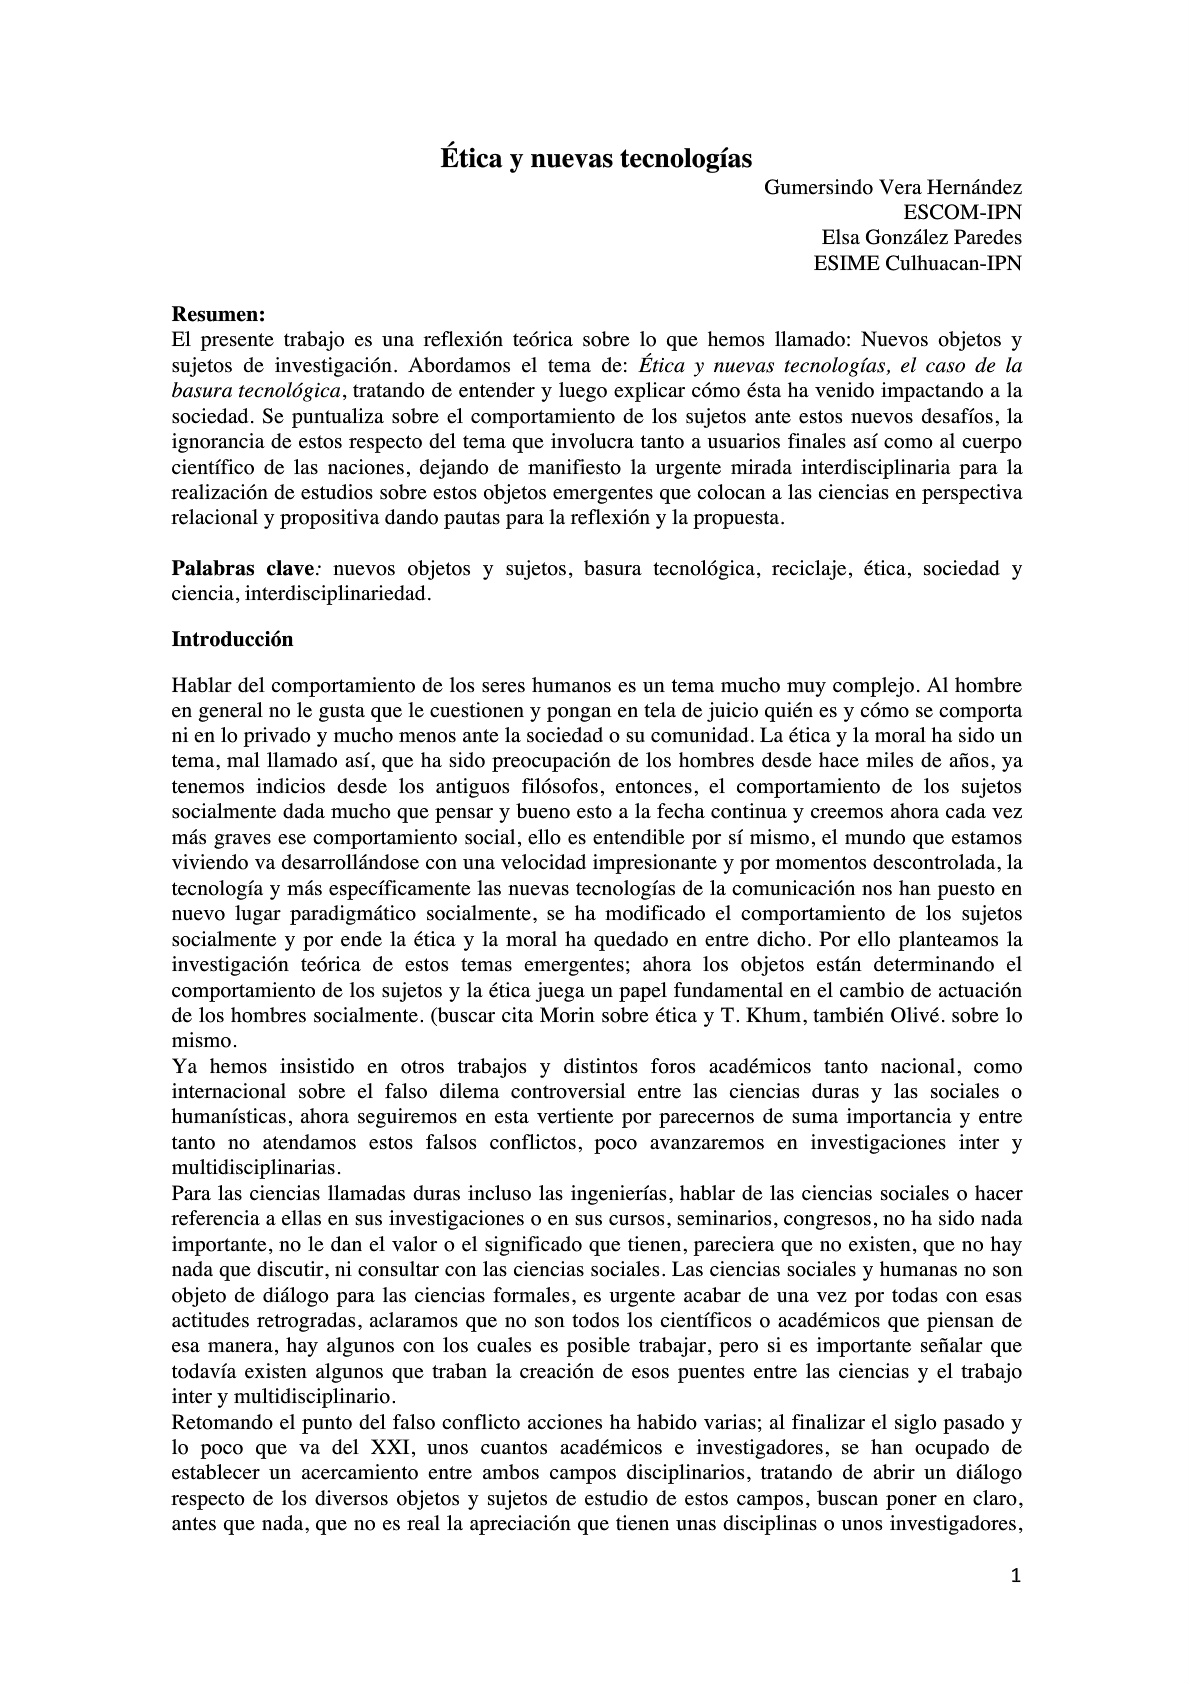 Ética y nuevas tecnologías
Gumersindo Vera Hernández
ESCOM-IPN
Elsa González Paredes
ESIME Culhuacan-IPN
Resumen:
El presente trabajo es una reflexión teórica sobre lo que hemos llamado: Nuevos objetos y
sujetos de investigación. Abordamos el tema de: Ética y nuevas tecnologías, el caso de la
basura tecnológica, tratando de entender y luego explicar cómo ésta ha venido impactando a la
sociedad. Se puntualiza sobre el comportamiento de los sujetos ante estos nuevos desafíos, la
ignorancia de estos respecto del tema que involucra tanto a usuarios finales así como al cuerpo
científico de las naciones, dejando de manifiesto la urgente mirada interdisciplinaria para la
realización de estudios sobre estos objetos emergentes que colocan a las ciencias en perspectiva
relacional y propositiva dando pautas para la reflexión y la propuesta.
Palabras clave: nuevos objetos y sujetos, basura tecnológica, reciclaje, ética, sociedad y
ciencia, interdisciplinariedad.
Introducción
Hablar del comportamiento de los seres humanos es un tema mucho muy complejo. Al hombre
en general no le gusta que le cuestionen y pongan en tela de juicio quién es y cómo se comporta
ni en lo privado y mucho menos ante la sociedad o su comunidad. La ética y la moral ha sido un
tema, mal llamado así, que ha sido preocupación de los hombres desde hace miles de años, ya
tenemos indicios desde los antiguos filósofos, entonces, el comportamiento de los sujetos
socialmente dada mucho que pensar y bueno esto a la fecha continua y creemos ahora cada vez
más graves ese comportamiento social, ello es entendible por sí mismo, el mundo que estamos
viviendo va desarrollándose con una velocidad impresionante y por momentos descontrolada, la
tecnología y más específicamente las nuevas tecnologías de la comunicación nos han puesto en
nuevo lugar paradigmático socialmente, se ha modificado el comportamiento de los sujetos
socialmente y por ende la ética y la moral ha quedado en entre dicho. Por ello planteamos la
investigación teórica de estos temas emergentes; ahora los objetos están determinando el
comportamiento de los sujetos y la ética juega un papel fundamental en el cambio de actuación
de los hombres socialmente. (buscar cita Morin sobre ética y T. Khum, también Olivé. sobre lo
mismo.
Ya hemos insistido en otros trabajos y distintos foros académicos tanto nacional, como
internacional sobre el falso dilema controversial entre las ciencias duras y las sociales o
humanísticas, ahora seguiremos en esta vertiente por parecernos de suma importancia y entre
tanto no atendamos estos falsos conflictos, poco avanzaremos en investigaciones inter y
multidisciplinarias.
Para las ciencias llamadas duras incluso las ingenierías, hablar de las ciencias sociales o hacer
referencia a ellas en sus investigaciones o en sus cursos, seminarios, congresos, no ha sido nada
importante, no le dan el valor o el significado que tienen, pareciera que no existen, que no hay
nada que discutir, ni consultar con las ciencias sociales. Las ciencias sociales y humanas no son
objeto de diálogo para las ciencias formales, es urgente acabar de una vez por todas con esas
actitudes retrogradas, aclaramos que no son todos los científicos o académicos que piensan de
esa manera, hay algunos con los cuales es posible trabajar, pero si es importante señalar que
todavía existen algunos que traban la creación de esos puentes entre las ciencias y el trabajo
inter y multidisciplinario.
Retomando el punto del falso conflicto acciones ha habido varias; al finalizar el siglo pasado y
lo poco que va del XXI, unos cuantos académicos e investigadores, se han ocupado de
establecer un acercamiento entre ambos campos disciplinarios, tratando de abrir un diálogo
respecto de los diversos objetos y sujetos de estudio de estos campos, buscan poner en claro,
antes que nada, que no es real la apreciación que tienen unas disciplinas o unos investigadores,
1